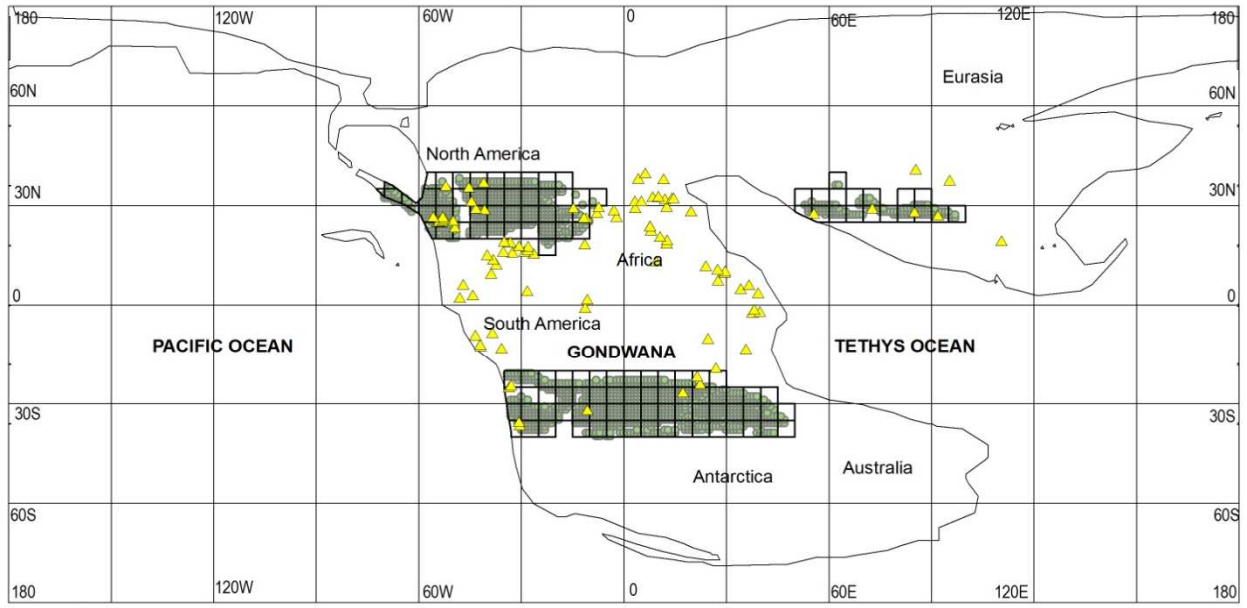 180 120W 60W 0 60E 120E 180
Eurasia
60N 60N
North America
30N 30N
Africa
0 0
South America
PACIFIC OCEAN GONDWANA TETHYS OCEAN
30S 30S
Antarctica Australia
60S 60S
180 120W 60W 0 60E 120E 180